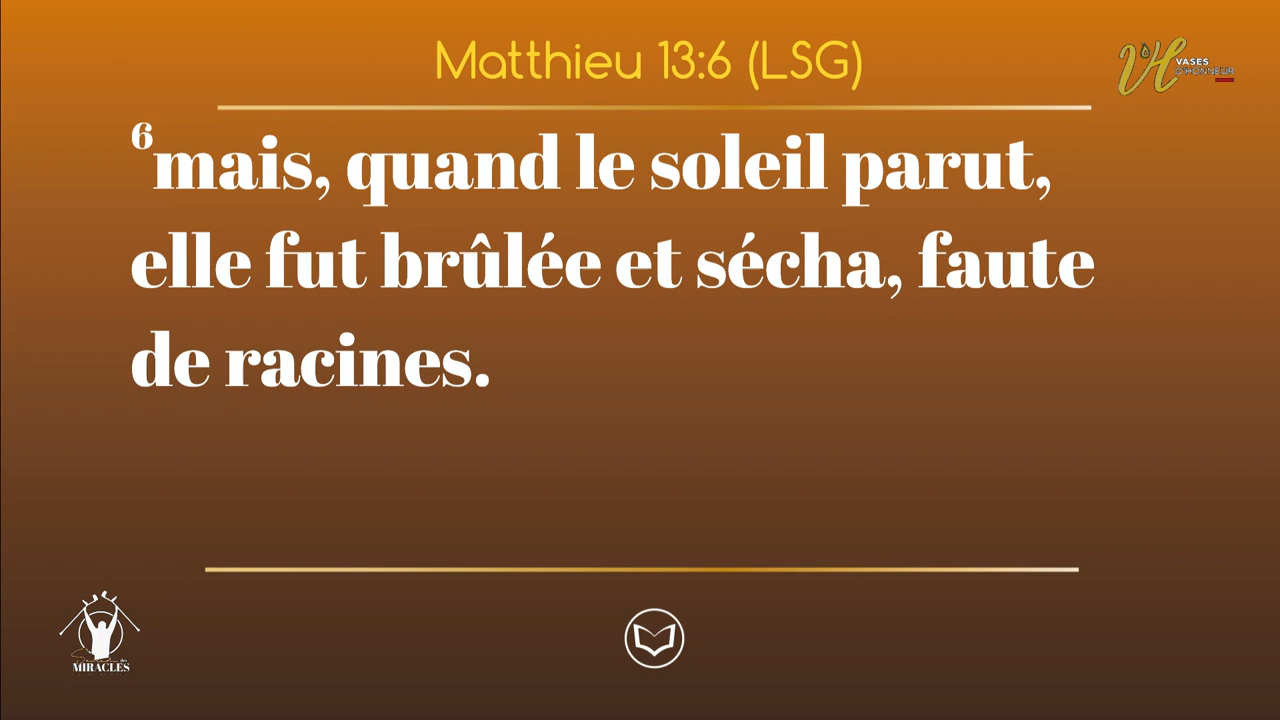 Matthieu 13:6 (LSG)
VH VASES
D'HONNEUR
6mais, quand le soleil parut,
elle fut brûlée et sécha, faute
de racines.
MIRACLES